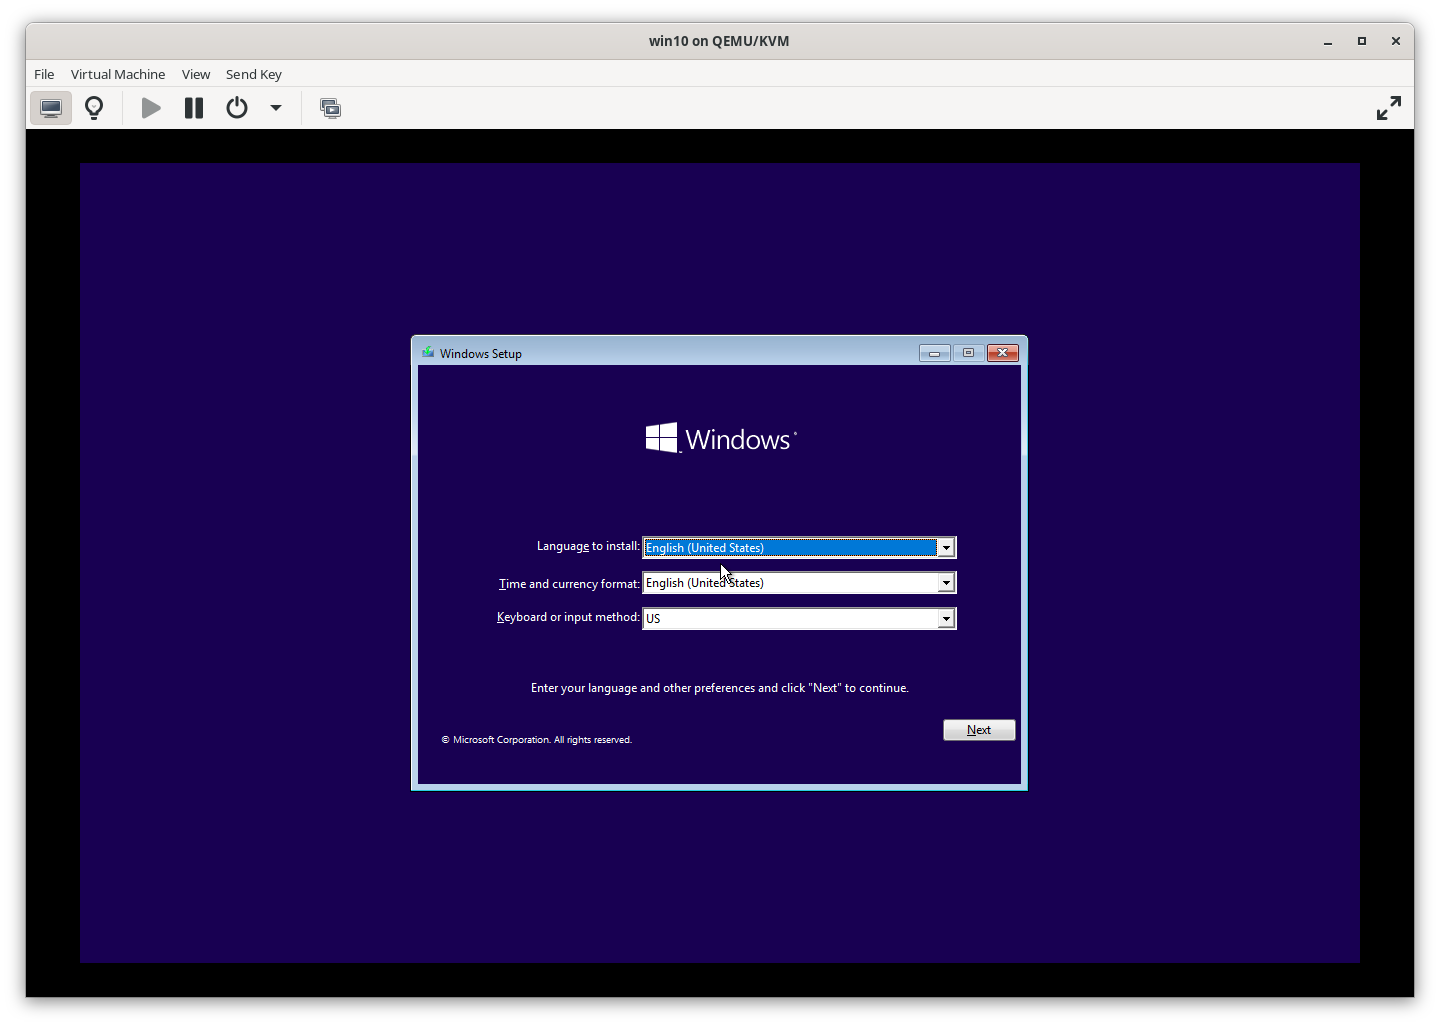 win10 on QEMU/KVM
File Virtual Machine View Send Key
Windows Setup
Windows
Language to install: English (United States)
Time and currency format: English (United States)
Keyboard or input method: US
Enter your language and other preferences and click "Next" to continue.
Next
© Microsoft Corporation. All rights reserved.